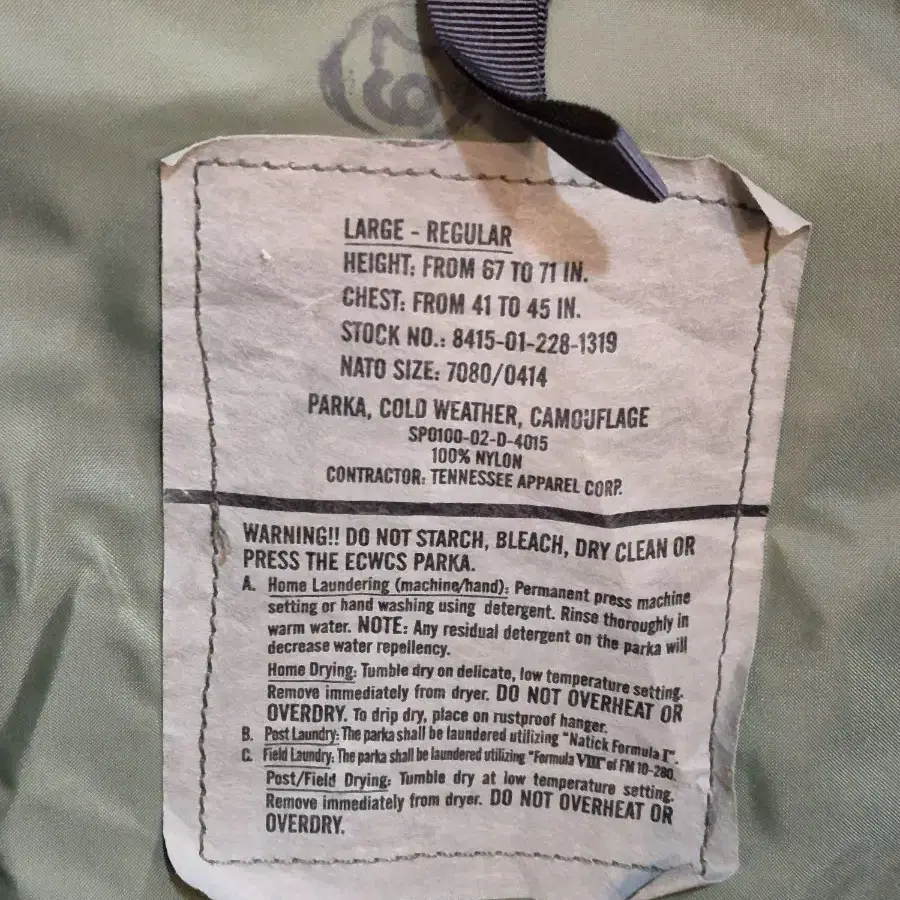 LARGE - REGULAR
HEIGHT: FROM 67 TO 71 IN.
CHEST: FROM 41 TO 45 IN.
STOCK NO.: 8415-01-228-1319
NATO SIZE: 7080/0414
PARKA, COLD WEATHER, CAMOUFLAGE
SP0100-02-D-4015
100% NYLON
CONTRACTOR: TENNESSEE APPAREL CORP.
WARNING!! DO NOT STARCH, BLEACH, DRY CLEAN OR
PRESS THE ECWCS PARKA.
A. Home Laundering (machine/hand): Permanent press machine
setting or hand washing using detergent. Rinse thoroughly in
warm water. NOTE: Any residual detergent on the parka will
decrease water repellency.
Home Drying: Tumble dry on delicate, low temperature setting.
Remove immediately from dryer. DO NOT OVERHEAT OR
OVERDRY. To drip dry, place on rustproof hanger.
B. Post Laundry: The parka shall be laundered utilizing "Natick Formula I".
C. Field Laundry: The parka shall be laundered utilizing "Formula VIII" of FM 10-280.
Post/Field Drying: Tumble dry at low temperature setting.
Remove immediately from dryer. DO NOT OVERHEAT OR
OVERDRY.